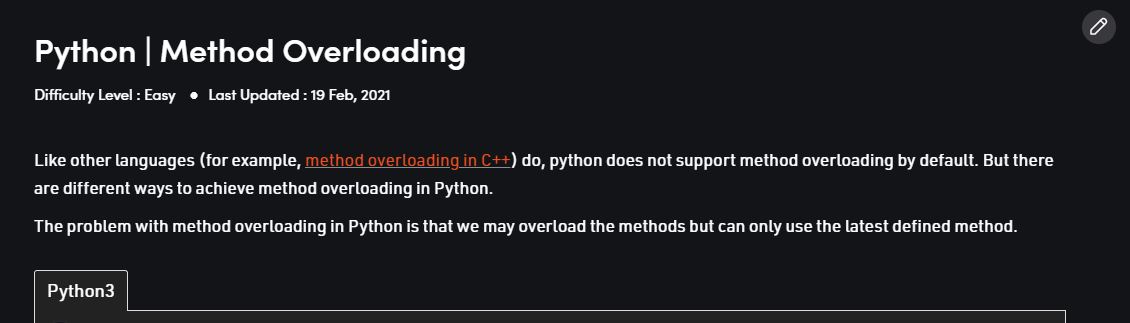 Python | Method Overloading
Difficulty Level : Easy ● Last Updated : 19 Feb, 2021
Like other languages (for example, method overloading in C++) do, python does not support method overloading by default. But there
are different ways to achieve method overloading in Python.
The problem with method overloading in Python is that we may overload the methods but can only use the latest defined method.
Python3